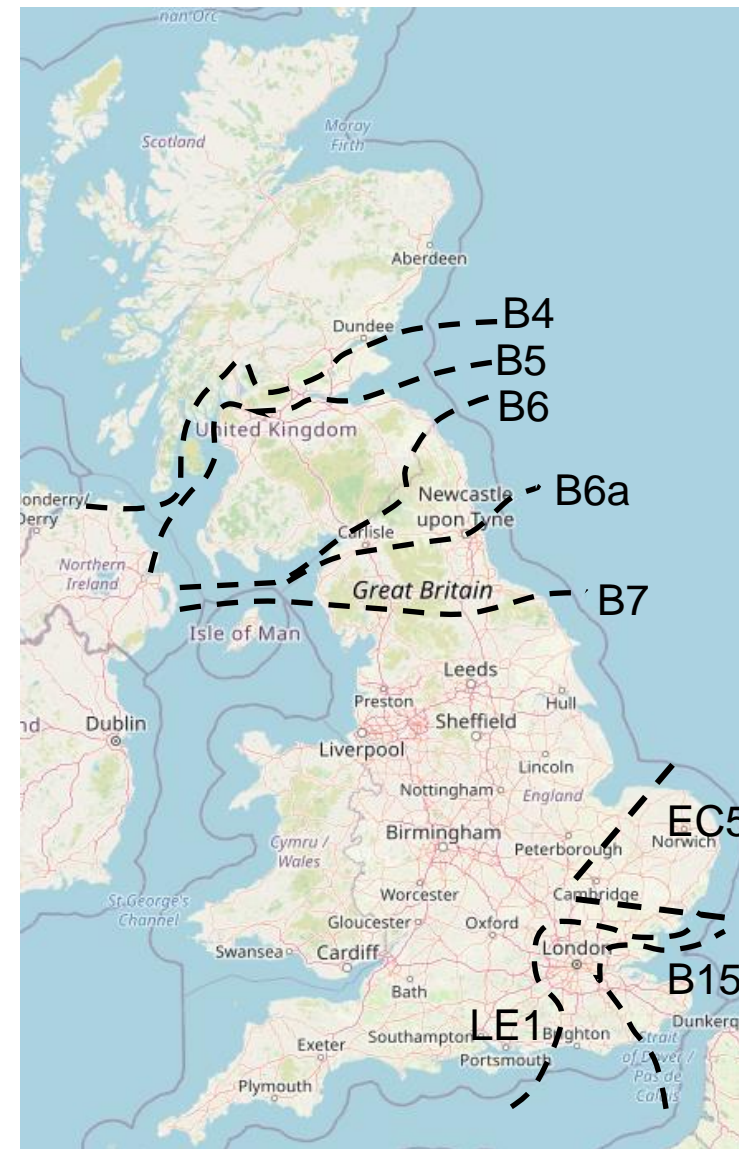 nan'Orc
Scotland
Moray
Firth
Aberdeen
B4
Dundee
B5
B6
United Kingdom
onderry/
Derry
Newcastle
upon Tyne
B6a
Carlisle
Northern
Ireland
Great Britain
B7
Isle of Man
Leeds
Preston
Hull
nd
Dublin
Sheffield
Liverpool
Lincoln
Nottingham
England
EC5
Norwich
Birmingham
Cymru /
Wales
Peterborough
Worcester
Cambridge
St George's
Channel
Gloucester
Oxford
Swansea
Cardiff
London
B15
Bath
LE1
Dunkerq
Southampton
Brighton
Strait
of Dover /
Pas de
Calais
Exeter
Portsmouth
Plymouth